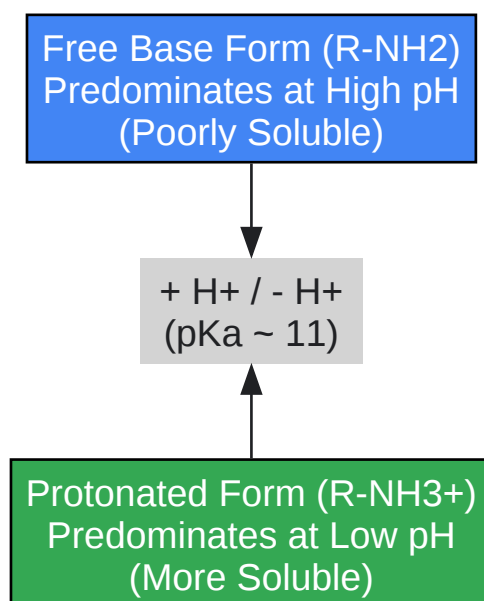 Free Base Form (R-NH2)
Predominates at High pH
(Poorly Soluble)
+ H+ / - H+
(pKa ~ 11)
Protonated Form (R-NH3+)
Predominates at Low pH
(More Soluble)